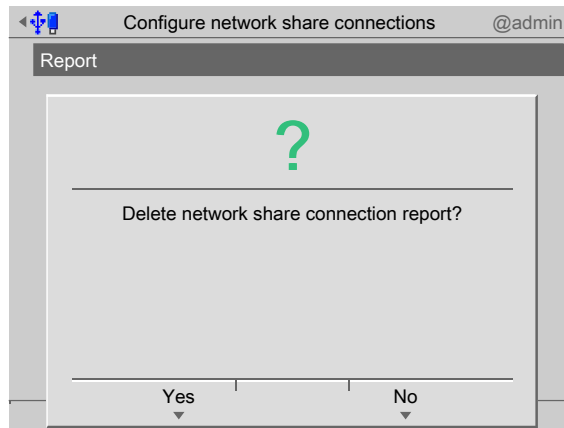 Configure network share connections @admin
Report
?
Delete network share connection report?
Yes No